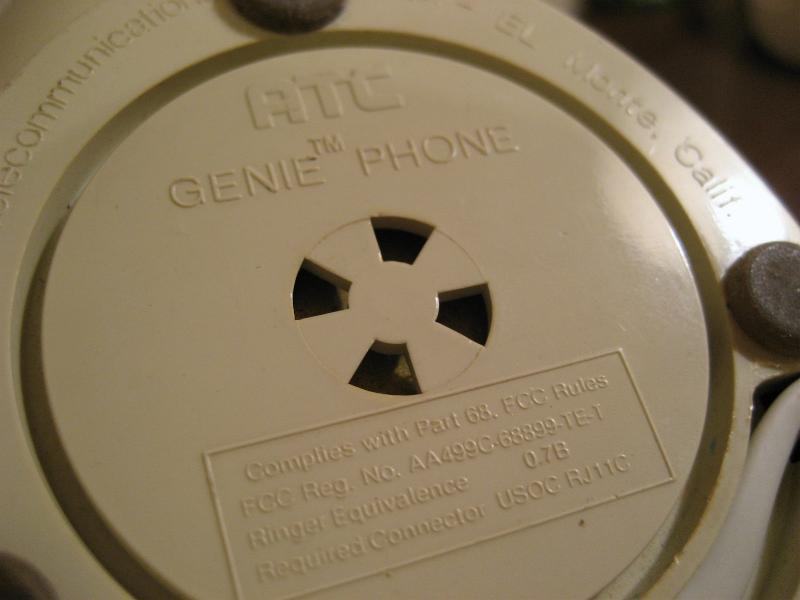 elecommunication
EL Monte, Calif.
ATC
GENIE™ PHONE
Complies with Part 68, FCC Rules
FCC Reg. No. AA499C-68899-TE-T
Ringer Equivalence 0.7B
Required Connector USOC RJ11C